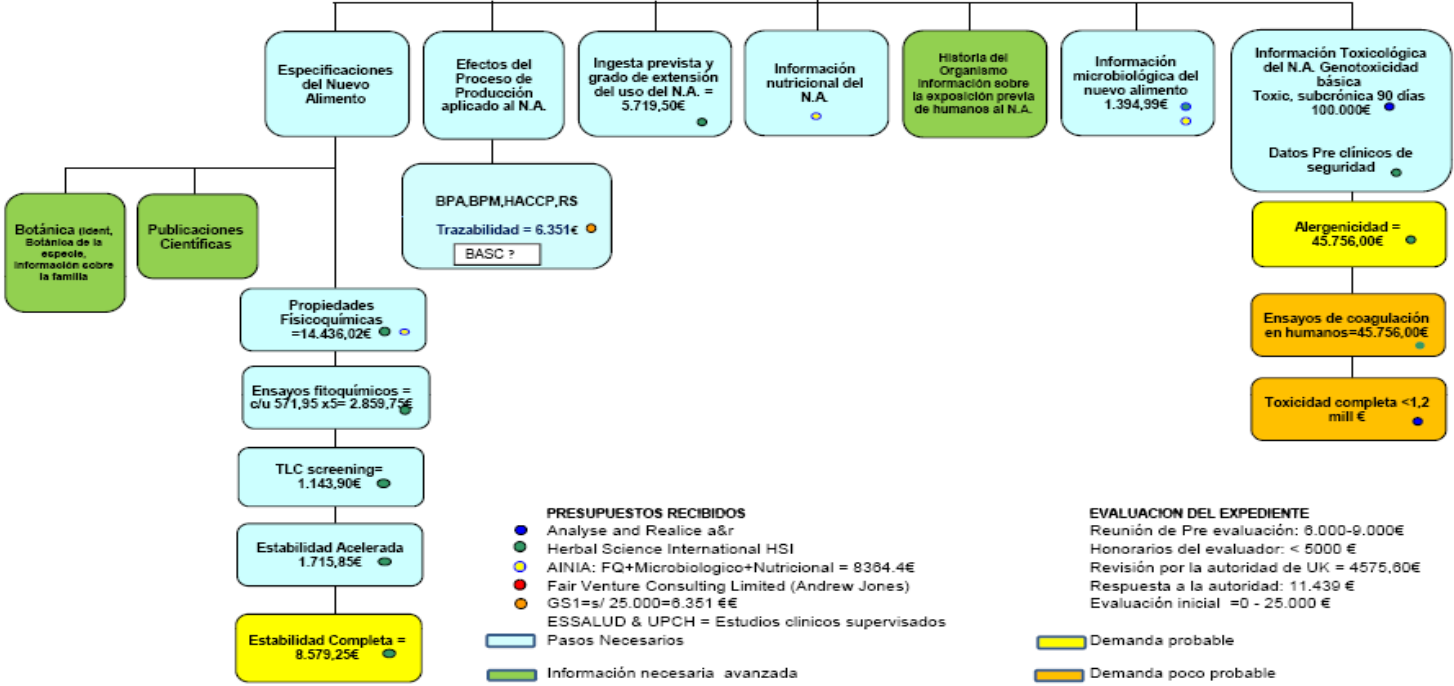 Especificaciones
del Nuevo
Alimento
Efectos del
Proceso de
Producción
aplicado al N.A.
Ingesta prevista y
grado de extensión
del uso del N.A. =
5.719,50€
Información
nutricional del
N.A.
Historia del
Organismo
Información sobre
la exposición previa
de humanos al N.A.
Información
microbiológica del
nuevo alimento
1.394,99€
Información Toxicológica
del N.A. Genotoxicidad
básica
Toxic, subcrónica 90 días
100.000€
Datos Pre clínicos de
seguridad
Botánica (Ident,
Botánica de la
especie,
Información sobre
la familia
Publicaciones
Científicas
BPA,BPM,HACCP,RS
Trazabilidad = 6.351€
BASC ?
Alergenicidad =
45.756,00€
Propiedades
Físicoquímicas
=14.436,02€
Ensayos de coagulación
en humanos=45.756,00€
Ensayos fitoquímicos =
c/u 571,95 x5= 2.859,75€
Toxicidad completa <1,2
mill €
TLC screening=
1.143,90€
Estabilidad Acelerada
1.715,85€
Estabilidad Completa =
8.579,25€
PRESUPUESTOS RECIBIDOS
Analyse and Realice a&r
Herbal Science International HSI
AINIA: FQ+Microbiologico+Nutricional = 8364.4€
Fair Venture Consulting Limited (Andrew Jones)
GS1=s/ 25.000=6.351 €€
ESSALUD & UPCH = Estudios clinicos supervisados
Pasos Necesarios
Información necesaria avanzada
EVALUACION DEL EXPEDIENTE
Reunión de Pre evaluación: 6.000-9.000€
Honorarios del evaluador: < 5000 €
Revisión por la autoridad de UK = 4575,60€
Respuesta a la autoridad: 11.439 €
Evaluación inicial =0 - 25.000 €
Demanda probable
Demanda poco probable